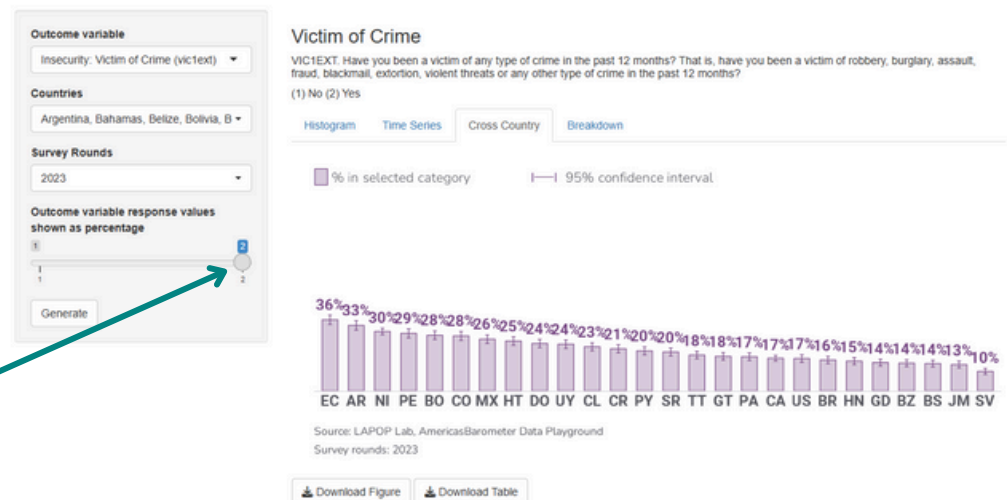 Outcome variable
Insecurity: Victim of Crime (vic1ext)
Countries
Argentina, Bahamas, Belize, Bolivia, B
Survey Rounds
2023
Outcome variable response values
shown as percentage
1 2
1 2
Generate
Victim of Crime
VIC1EXT. Have you been a victim of any type of crime in the past 12 months? That is, have you been a victim of robbery, burglary, assault,
fraud, blackmail, extortion, violent threats or any other type of crime in the past 12 months?
(1) No (2) Yes
Histogram Time Series Cross Country Breakdown
% in selected category 95% confidence interval
36% 33% 30% 29% 28% 28% 26% 25% 24% 24% 23% 21% 20% 20% 18% 18% 17% 17% 17% 16% 15% 14% 14% 14% 13% 10%
EC AR NI PE BO CO MX HT DO UY CL CR PY SR TT GT PA CA US BR HN GD BZ BS JM SV
Source: LAPOP Lab, AmericasBarometer Data Playground
Survey rounds: 2023
Download Figure Download Table